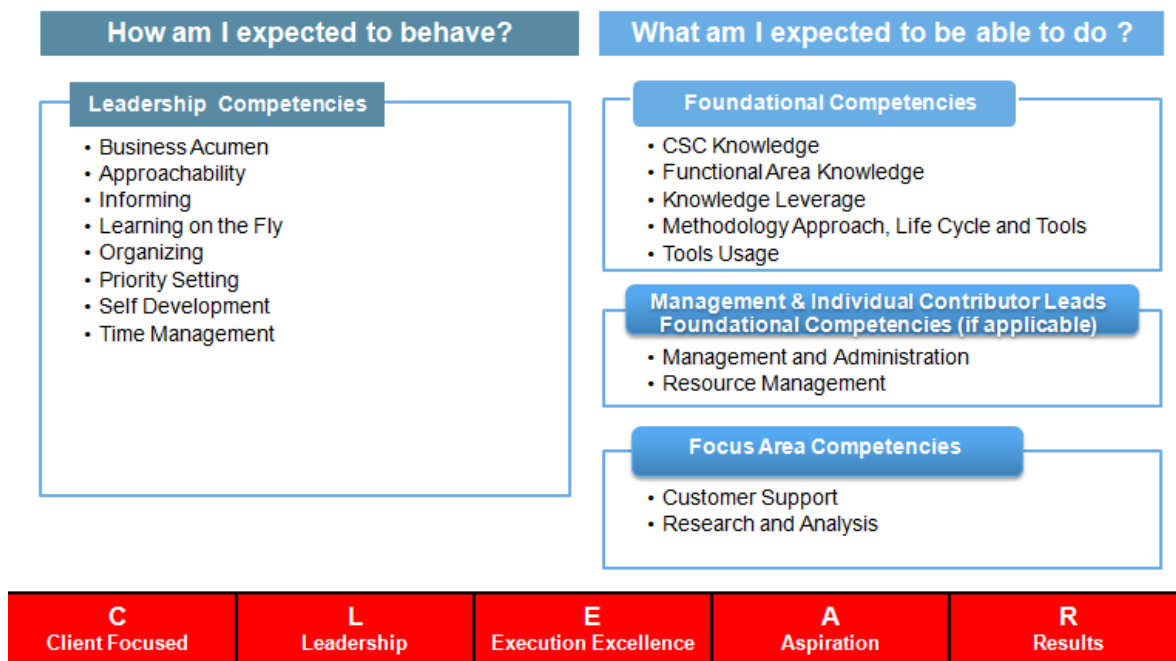 How am I expected to behave?
Leadership Competencies
• Business Acumen
• Approachability
• Informing
• Learning on the Fly
• Organizing
• Priority Setting
• Self Development
• Time Management
What am I expected to be able to do ?
Foundational Competencies
• CSC Knowledge
• Functional Area Knowledge
• Knowledge Leverage
• Methodology Approach, Life Cycle and Tools
• Tools Usage
Management & Individual Contributor Leads
Foundational Competencies (if applicable)
• Management and Administration
• Resource Management
Focus Area Competencies
• Customer Support
• Research and Analysis
C
Client Focused
L
Leadership
E
Execution Excellence
A
Aspiration
R
Results